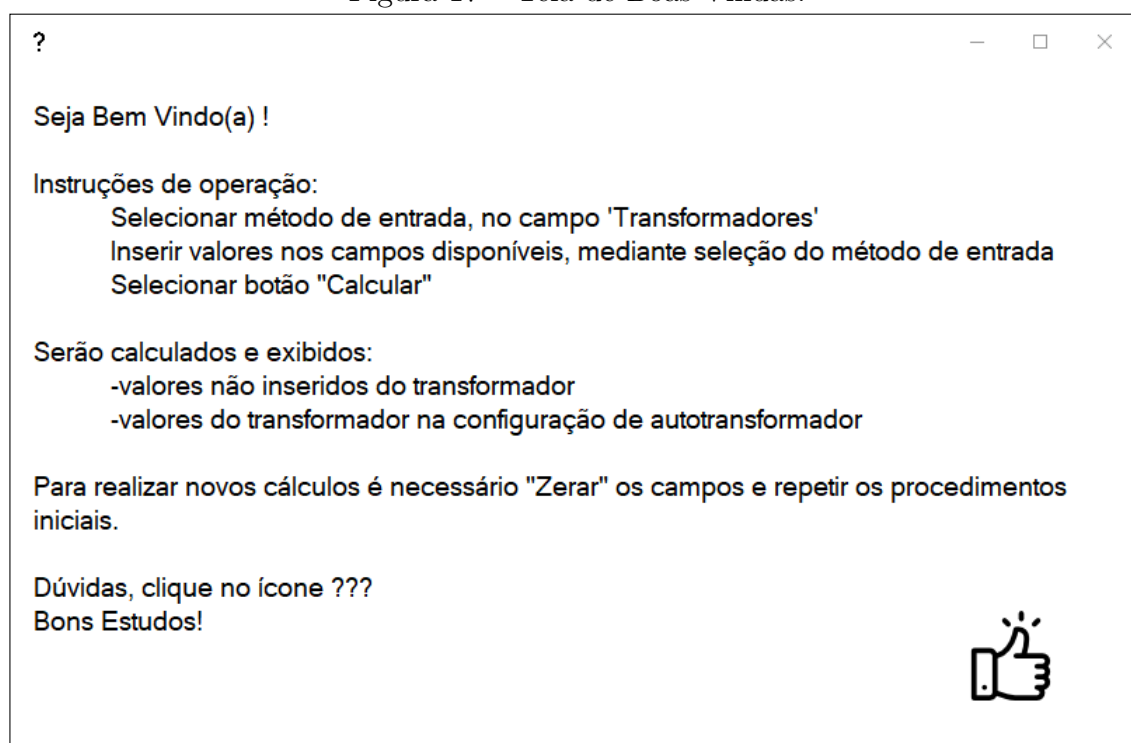 ?
Seja Bem Vindo(a) !
Instruções de operação:
Selecionar método de entrada, no campo 'Transformadores'
Inserir valores nos campos disponíveis, mediante seleção do método de entrada
Selecionar botão "Calcular"
Serão calculados e exibidos:
-valores não inseridos do transformador
-valores do transformador na configuração de autotransformador
Para realizar novos cálculos é necessário "Zerar" os campos e repetir os procedimentos
iniciais.
Dúvidas, clique no ícone ???
Bons Estudos!